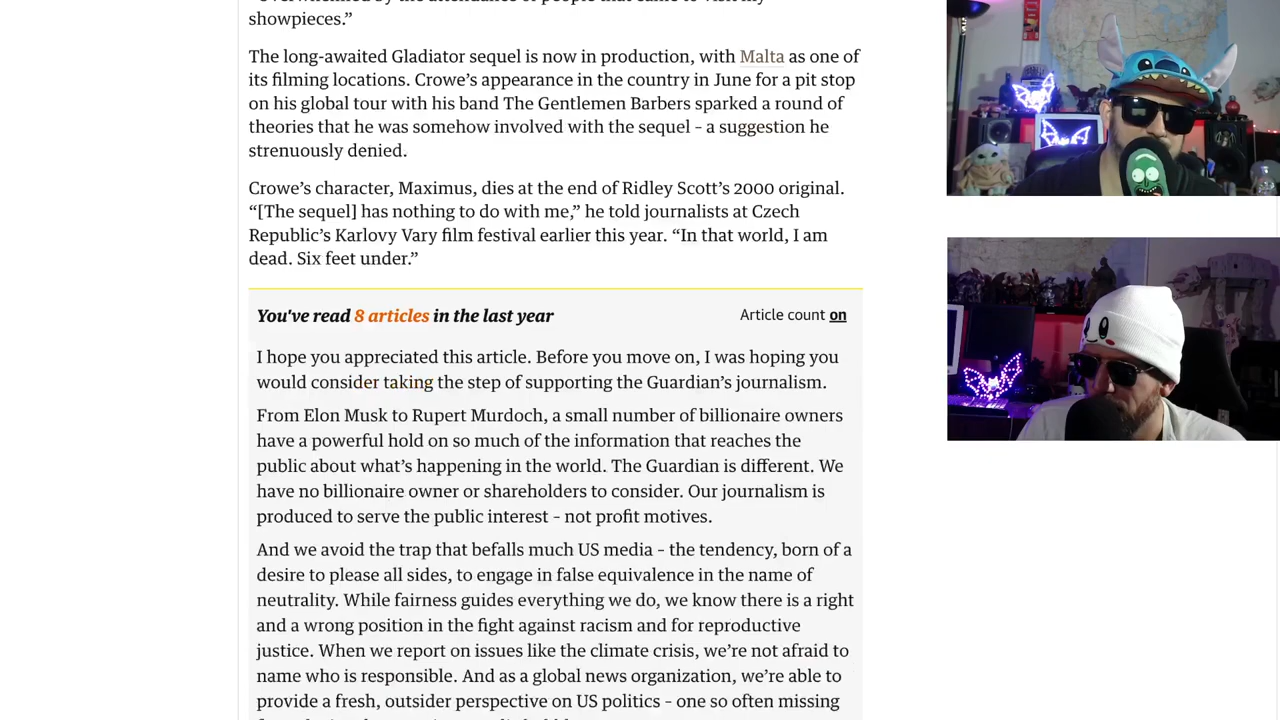 showpieces.”
The long-awaited Gladiator sequel is now in production, with Malta as one of
its filming locations. Crowe’s appearance in the country in June for a pit stop
on his global tour with his band The Gentlemen Barbers sparked a round of
theories that he was somehow involved with the sequel – a suggestion he
strenuously denied.
Crowe’s character, Maximus, dies at the end of Ridley Scott’s 2000 original.
“[The sequel] has nothing to do with me,” he told journalists at Czech
Republic’s Karlovy Vary film festival earlier this year. “In that world, I am
dead. Six feet under.”
You've read 8 articles in the last year
Article count on
I hope you appreciated this article. Before you move on, I was hoping you
would consider taking the step of supporting the Guardian’s journalism.
From Elon Musk to Rupert Murdoch, a small number of billionaire owners
have a powerful hold on so much of the information that reaches the
public about what’s happening in the world. The Guardian is different. We
have no billionaire owner or shareholders to consider. Our journalism is
produced to serve the public interest – not profit motives.
And we avoid the trap that befalls much US media – the tendency, born of a
desire to please all sides, to engage in false equivalence in the name of
neutrality. While fairness guides everything we do, we know there is a right
and a wrong position in the fight against racism and for reproductive
justice. When we report on issues like the climate crisis, we’re not afraid to
name who is responsible. And as a global news organization, we’re able to
provide a fresh, outsider perspective on US politics – one so often missing